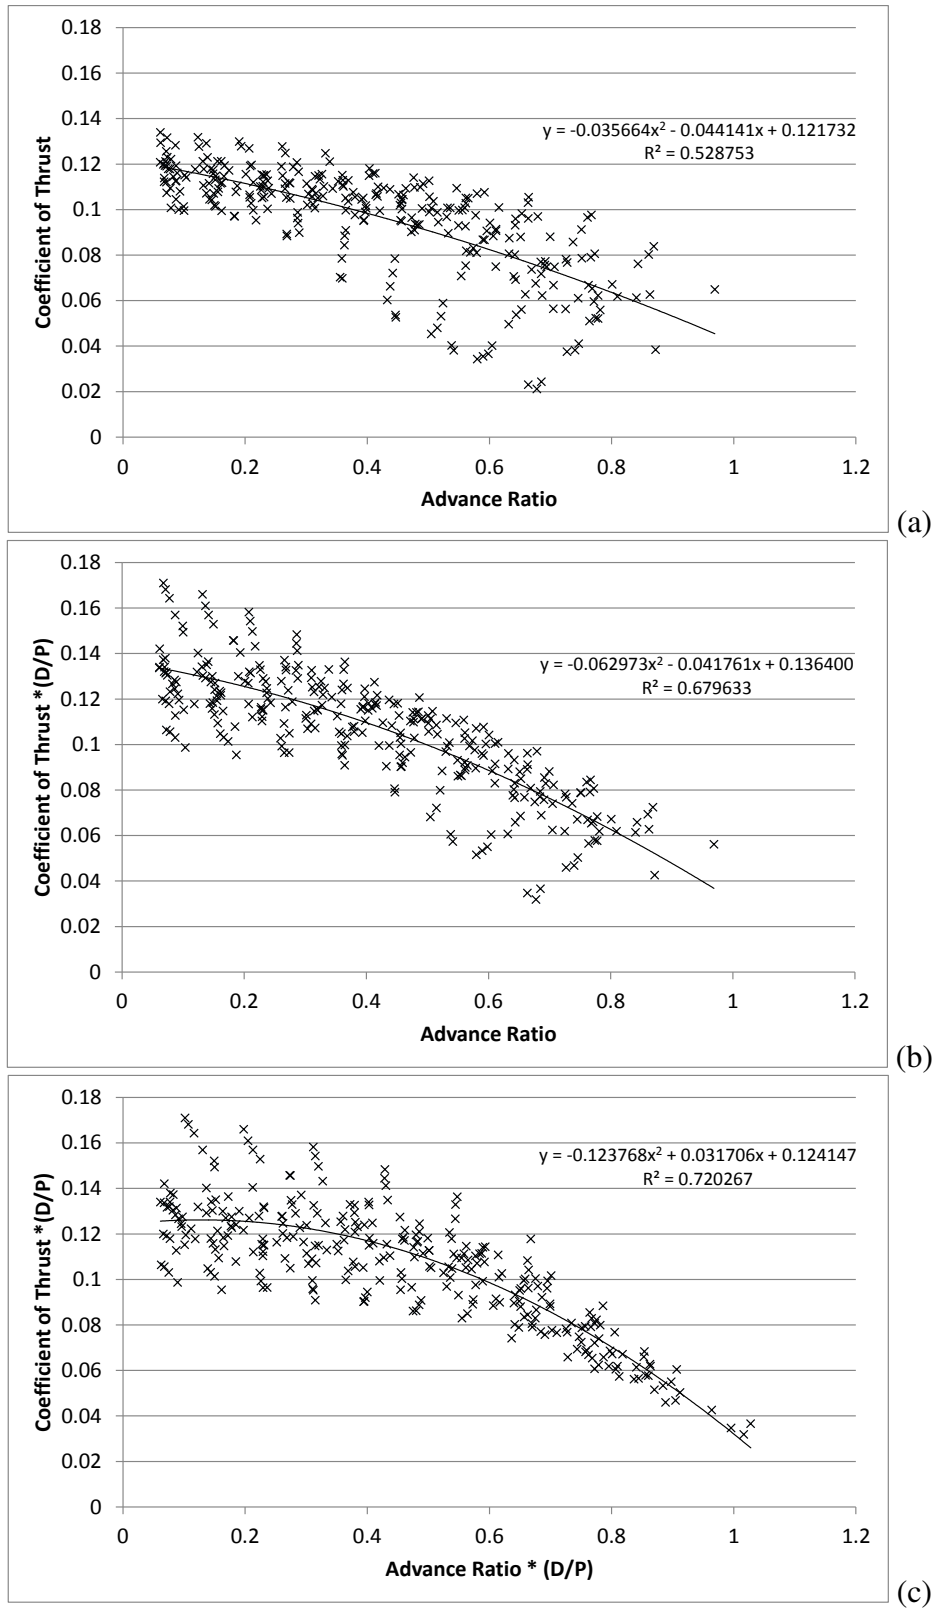 0.18
0.16
0.14
0.12
0.1
0.08
0.06
0.04
0.02
0
Coefficient of Thrust
y = -0.035664x² - 0.044141x + 0.121732
R² = 0.528753
0 0.2 0.4 0.6 0.8 1 1.2
Advance Ratio
(a)
0.18
0.16
0.14
0.12
0.1
0.08
0.06
0.04
0.02
0
Coefficient of Thrust *(D/P)
y = -0.062973x² - 0.041761x + 0.136400
R² = 0.679633
0 0.2 0.4 0.6 0.8 1 1.2
Advance Ratio
(b)
0.18
0.16
0.14
0.12
0.1
0.08
0.06
0.04
0.02
0
Coefficient of Thrust *(D/P)
y = -0.123768x² + 0.031706x + 0.124147
R² = 0.720267
0 0.2 0.4 0.6 0.8 1 1.2
Advance Ratio * (D/P)
(c)